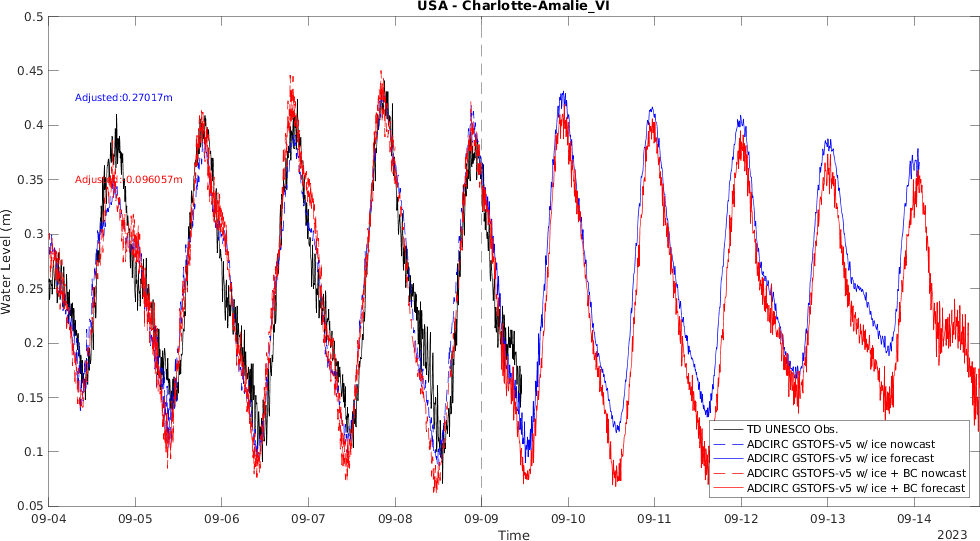 USA - Charlotte-Amalie_VI
0.5
0.45
0.4
0.35
0.3
0.25
0.2
0.15
0.1
0.05
Water Level (m)
Adjusted:0.27017m
Adjusted:-0.096057m
TD UNESCO Obs.
ADCIRC GSTOFS-v5 w/ ice nowcast
ADCIRC GSTOFS-v5 w/ ice forecast
ADCIRC GSTOFS-v5 w/ ice + BC nowcast
ADCIRC GSTOFS-v5 w/ ice + BC forecast
09-04 09-05 09-06 09-07 09-08 09-09 09-10 09-11 09-12 09-13 09-14
Time
2023